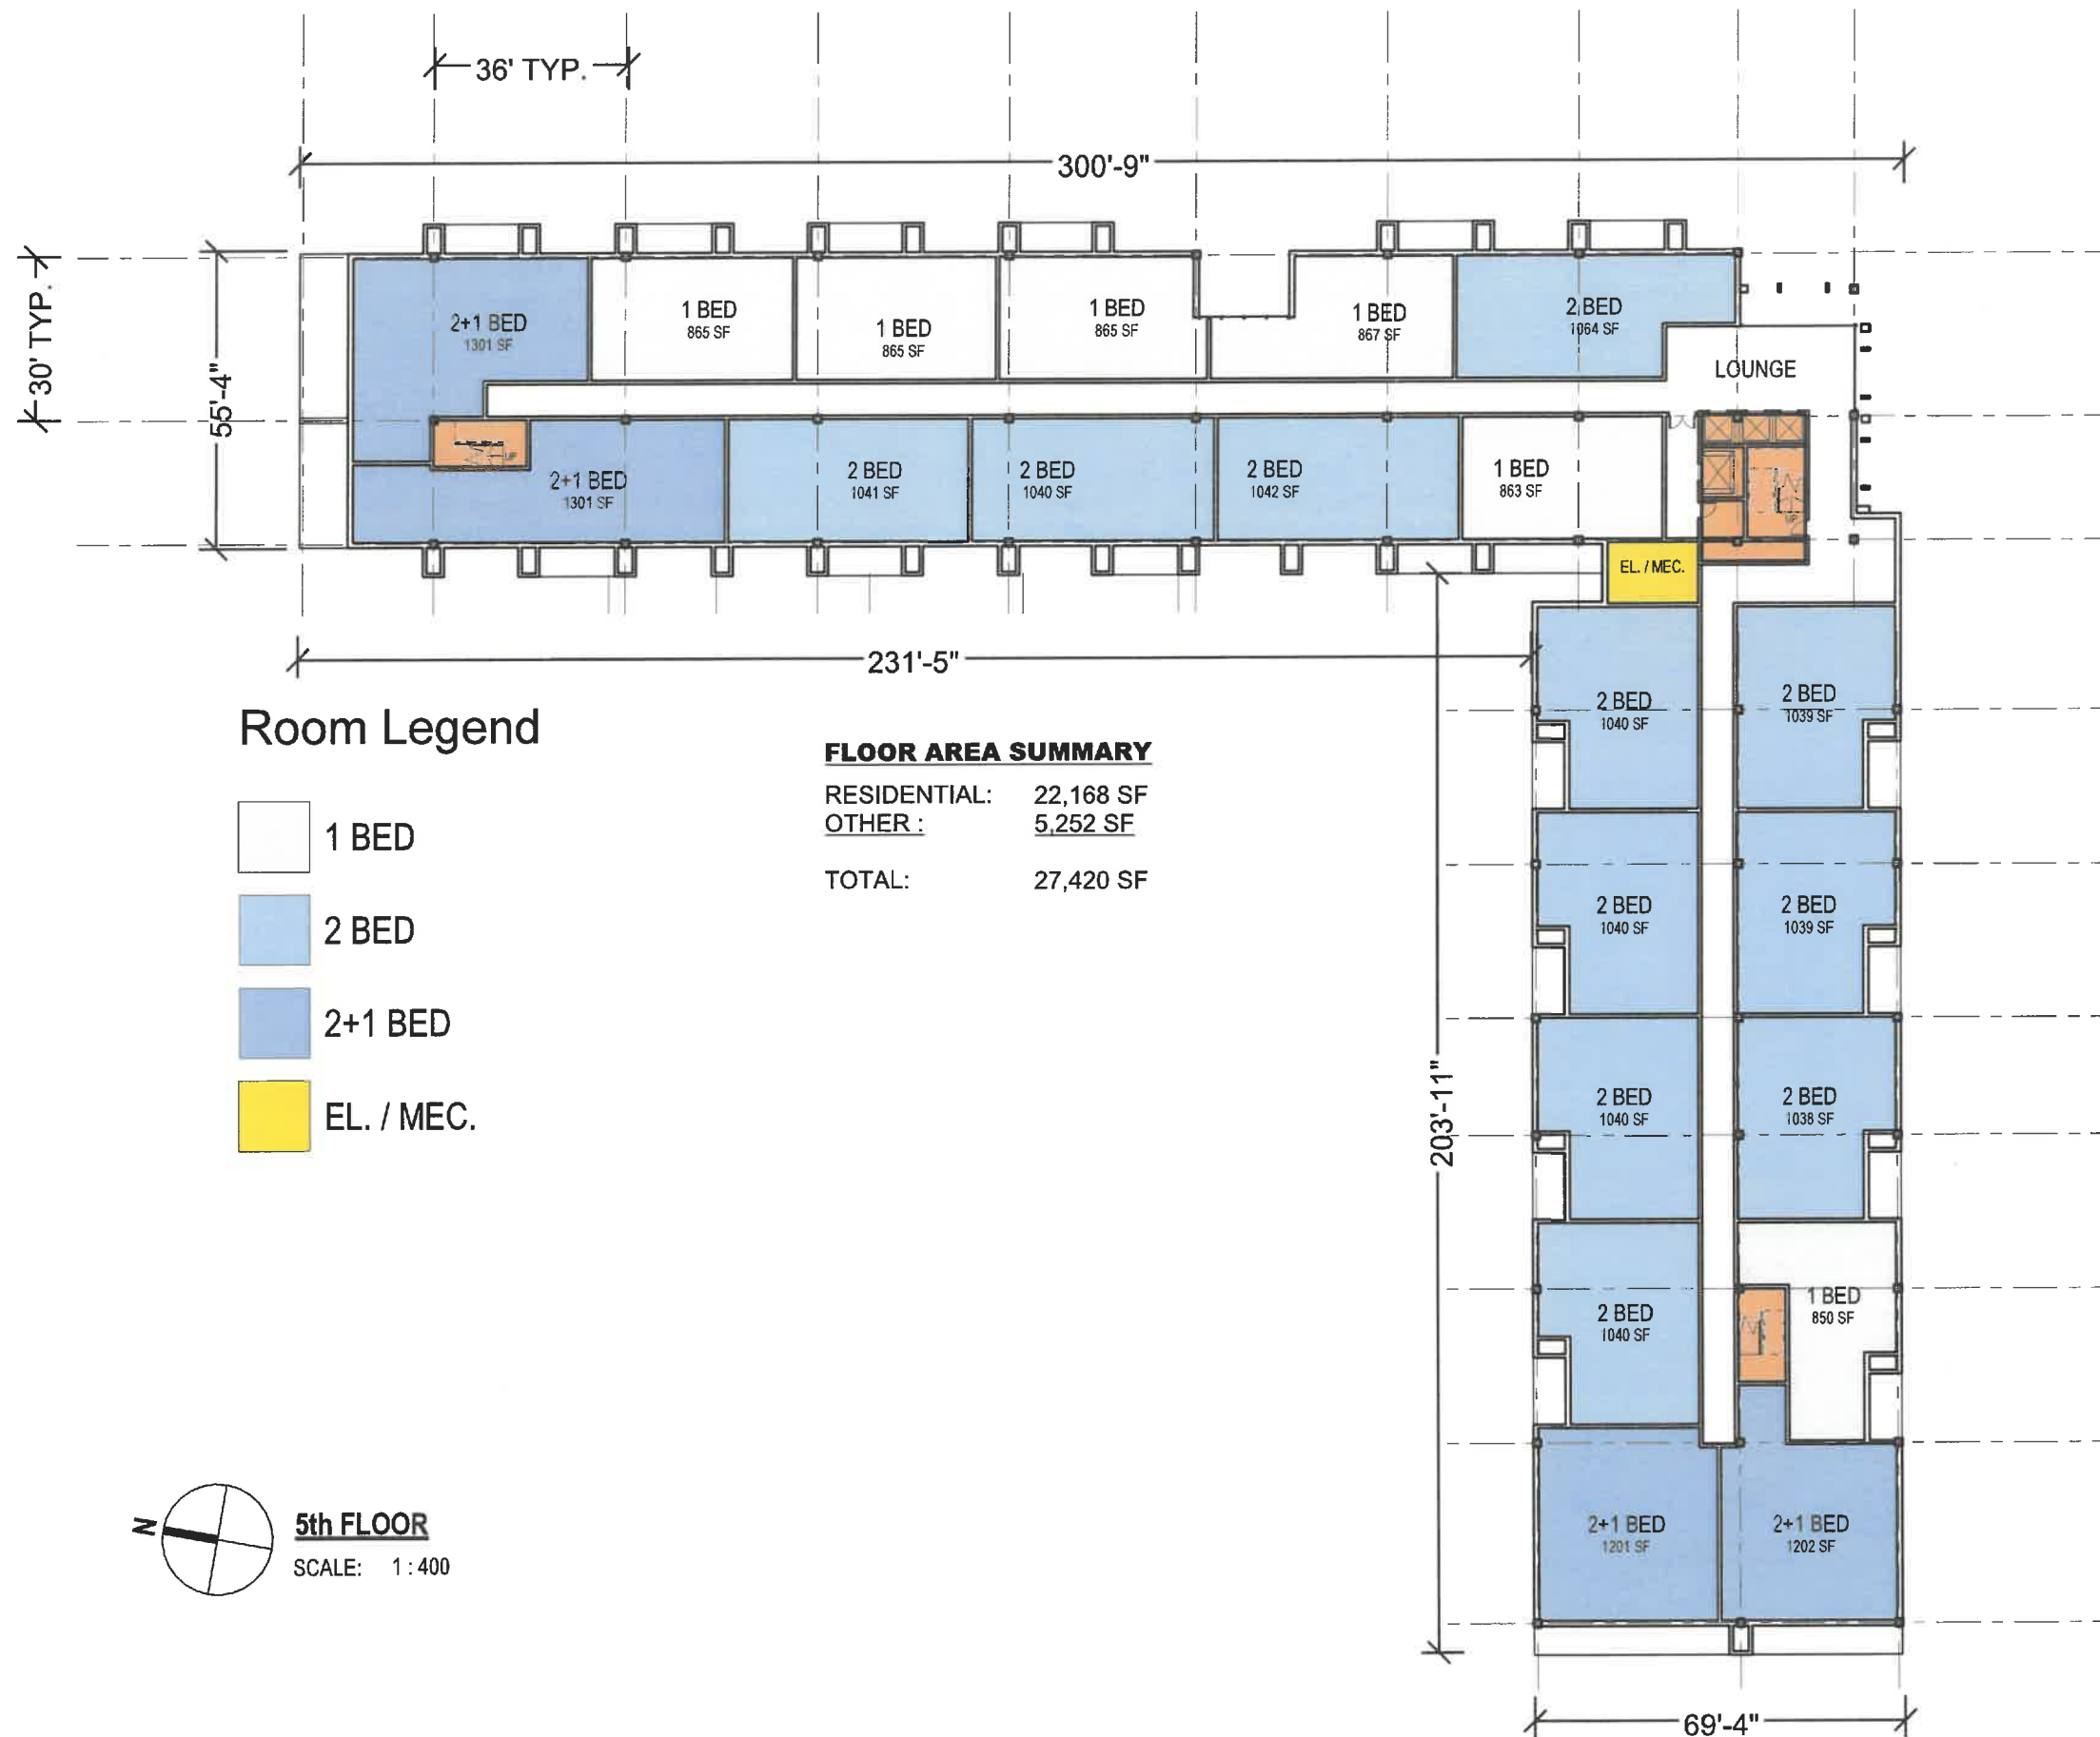 36' TYP.
300'-9"
30' TYP.
55'-4"
2+1 BED
1301 SF
1 BED
865 SF
1 BED
865 SF
1 BED
865 SF
1 BED
867 SF
2 BED
1064 SF
LOUNGE
2+1 BED
1301 SF
2 BED
1041 SF
2 BED
1040 SF
2 BED
1042 SF
1 BED
863 SF
EL. / MEC.
231'-5"
2 BED
1040 SF
2 BED
1039 SF
Room Legend
1 BED
2 BED
2+1 BED
EL. / MEC.
FLOOR AREA SUMMARY
RESIDENTIAL: 22,168 SF
OTHER : 5,252 SF
TOTAL: 27,420 SF
2 BED
1040 SF
2 BED
1039 SF
203'-11"
2 BED
1040 SF
2 BED
1038 SF
2 BED
1040 SF
1 BED
850 SF
2+1 BED
1201 SF
2+1 BED
1202 SF
N
5th FLOOR
SCALE: 1 : 400
69'-4"